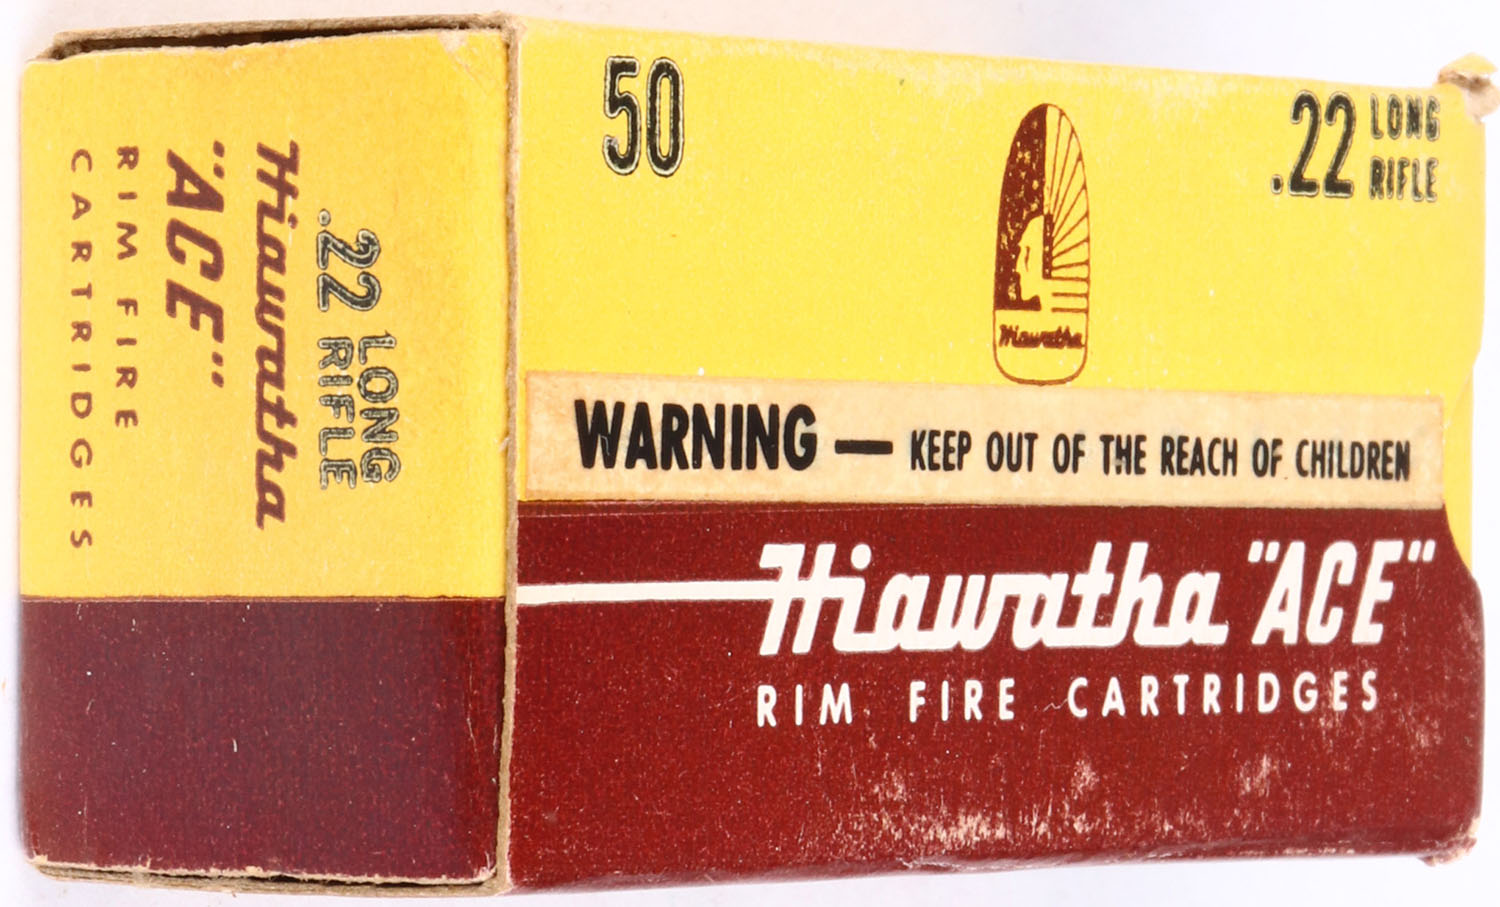 50
.22 LONG
RIFLE
Hiawatha
WARNING — KEEP OUT OF THE REACH OF CHILDREN
Hiawatha "ACE"
RIM FIRE CARTRIDGES
.22 LONG
RIFLE
Hiawatha
"ACE"
RIM FIRE
CARTRIDGES